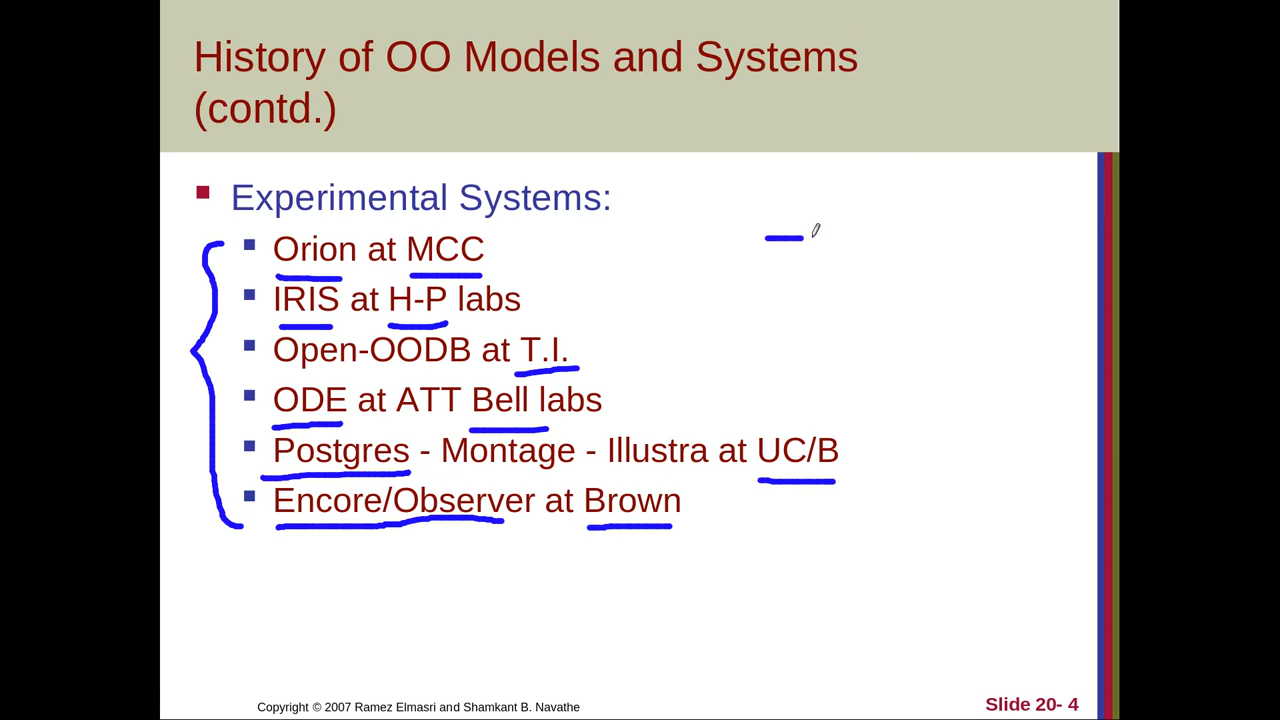 History of OO Models and Systems
(contd.)
Experimental Systems:
Orion at MCC
IRIS at H-P labs
Open-OODB at T.I.
ODE at ATT Bell labs
Postgres - Montage - Illustra at UC/B
Encore/Observer at Brown
Copyright © 2007 Ramez Elmasri and Shamkant B. Navathe
Slide 20- 4